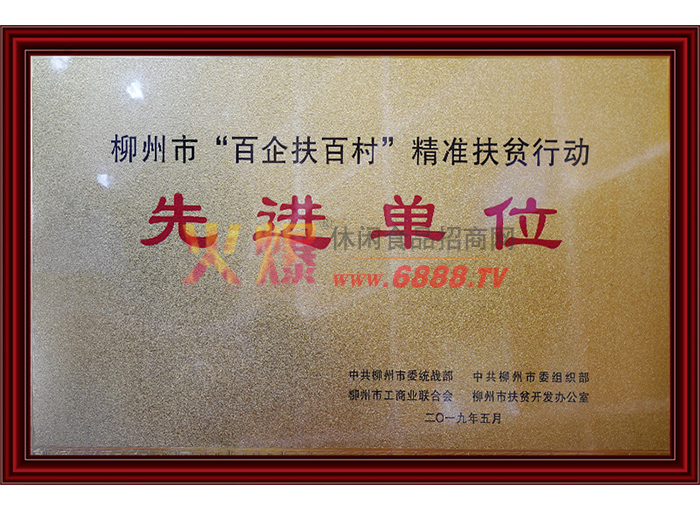 柳州市“百企扶百村”精准扶贫行动
先进单位
火爆 休闲食品招商网
www.6888.TV
中共柳州市委统战部 中共柳州市委组织部
柳州市工商业联合会 柳州市扶贫开发办公室
二〇一九年五月